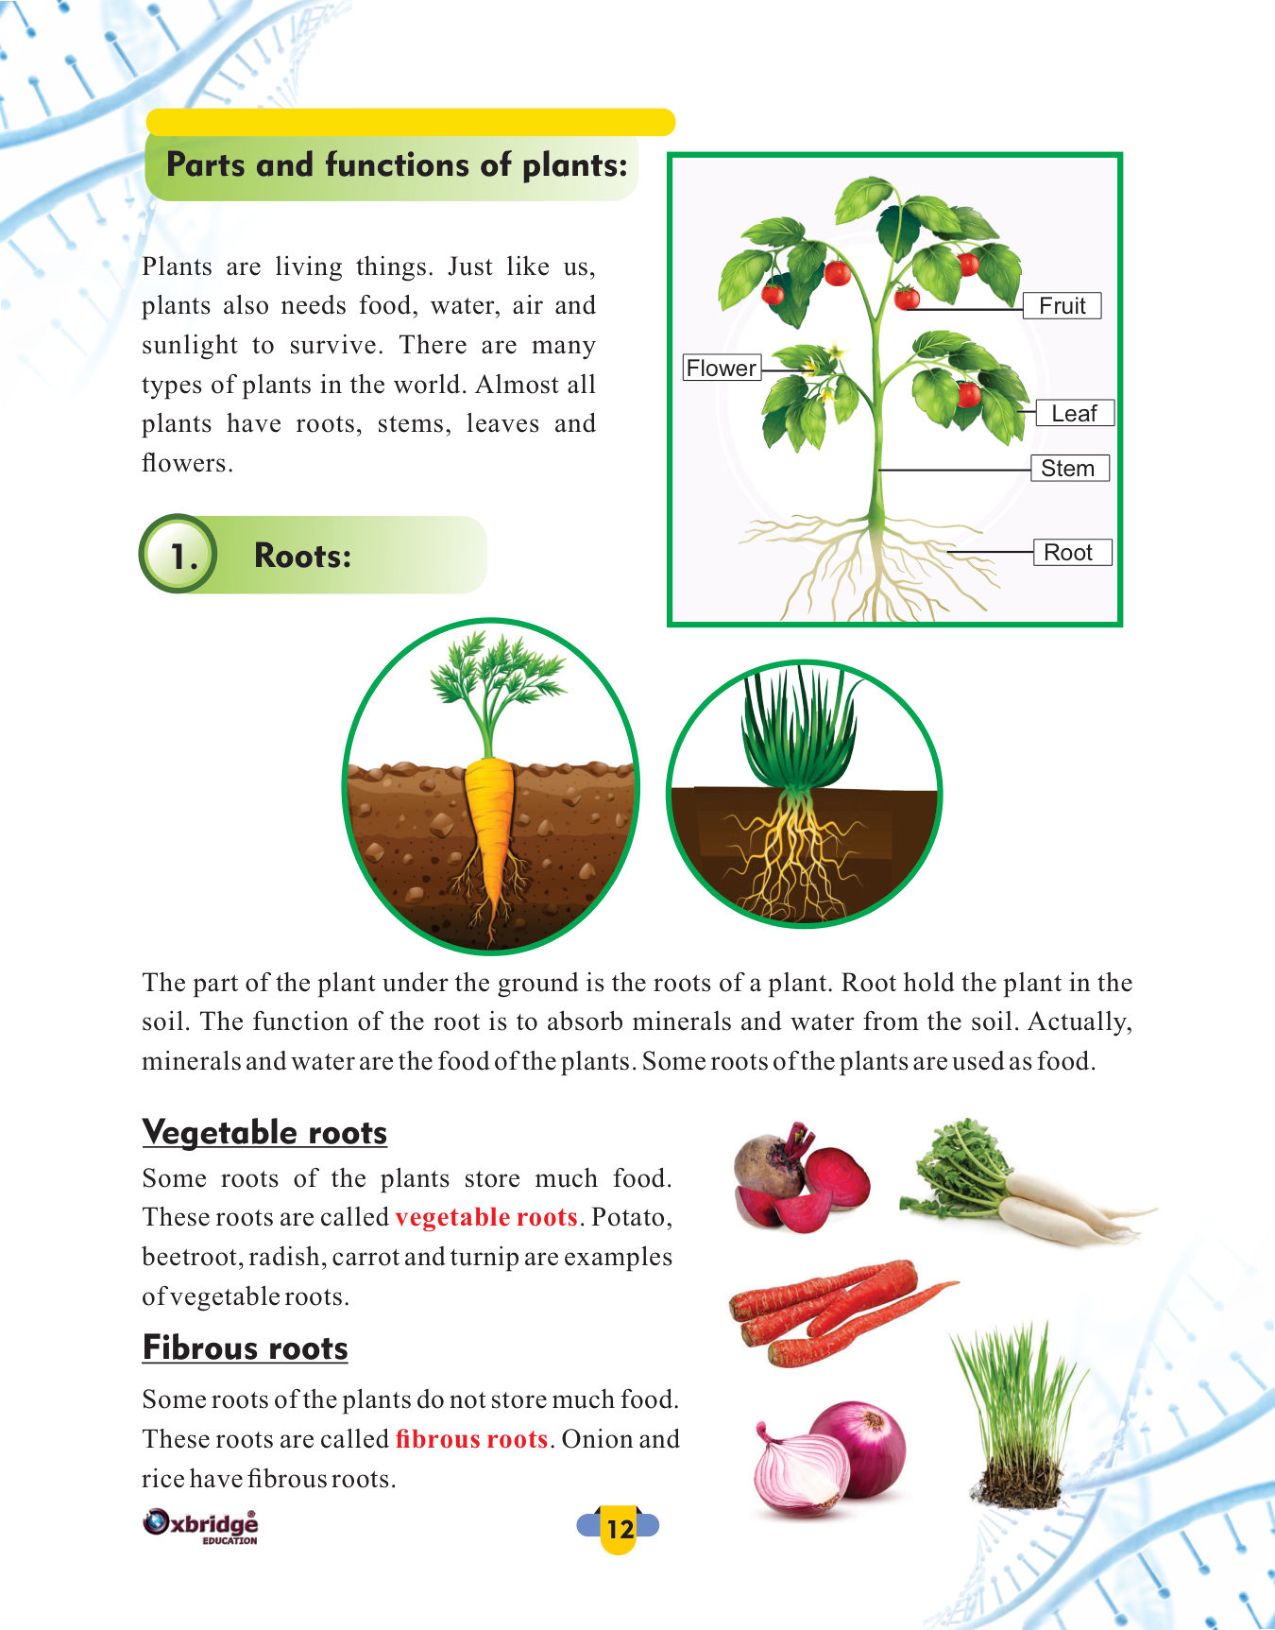 Parts and functions of plants:
Plants are living things. Just like us,
plants also needs food, water, air and
sunlight to survive. There are many
types of plants in the world. Almost all
plants have roots, stems, leaves and
flowers.
Fruit
Flower
Leaf
Stem
Root
1. Roots:
The part of the plant under the ground is the roots of a plant. Root hold the plant in the
soil. The function of the root is to absorb minerals and water from the soil. Actually,
minerals and water are the food of the plants. Some roots of the plants are used as food.
Vegetable roots
Some roots of the plants store much food.
These roots are called vegetable roots. Potato,
beetroot, radish, carrot and turnip are examples
of vegetable roots.
Fibrous roots
Some roots of the plants do not store much food.
These roots are called fibrous roots. Onion and
rice have fibrous roots.
Oxbridge®
EDUCATION
12